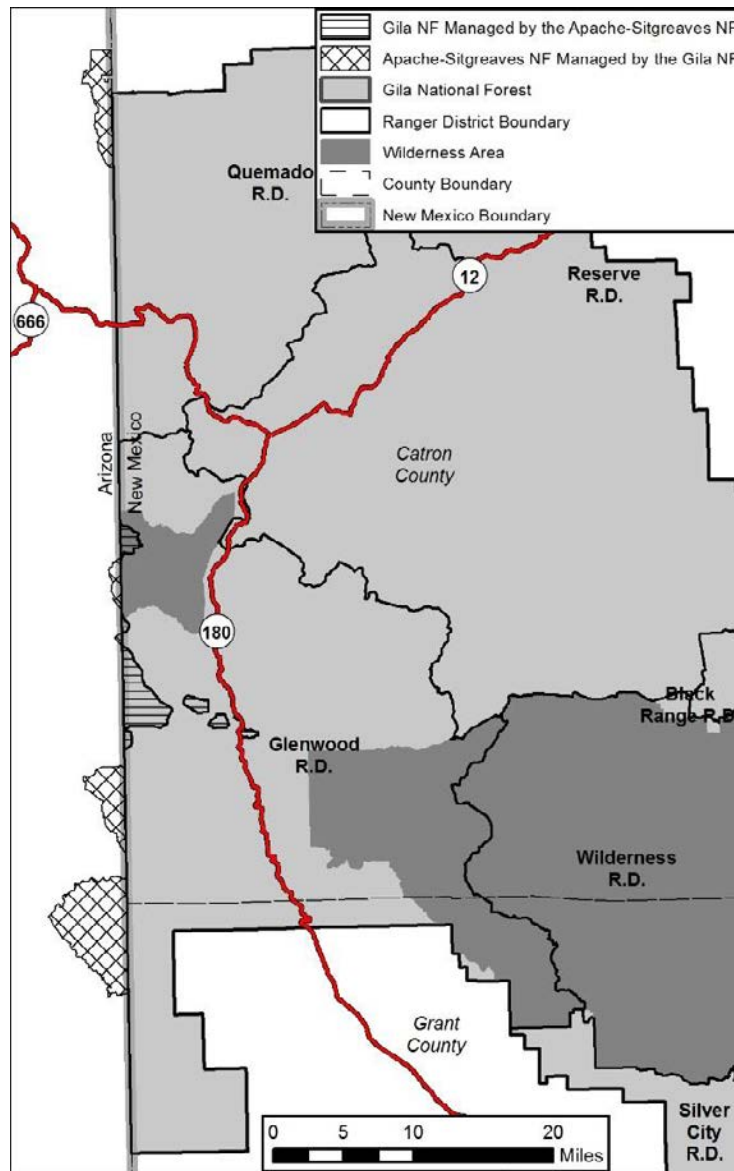 Gila NF Managed by the Apache-Sitgreaves NF
Apache-Sitgreaves NF Managed by the Gila NF
Gila National Forest
Ranger District Boundary
Wilderness Area
County Boundary
New Mexico Boundary
Quemado
R.D.
12
Reserve
R.D.
666
Arizona
New Mexico
Catron
County
180
Black
Range R.D
Glenwood
R.D.
Wilderness
R.D.
Grant
County
Silver
City
R.D.
0 5 10 20
Miles